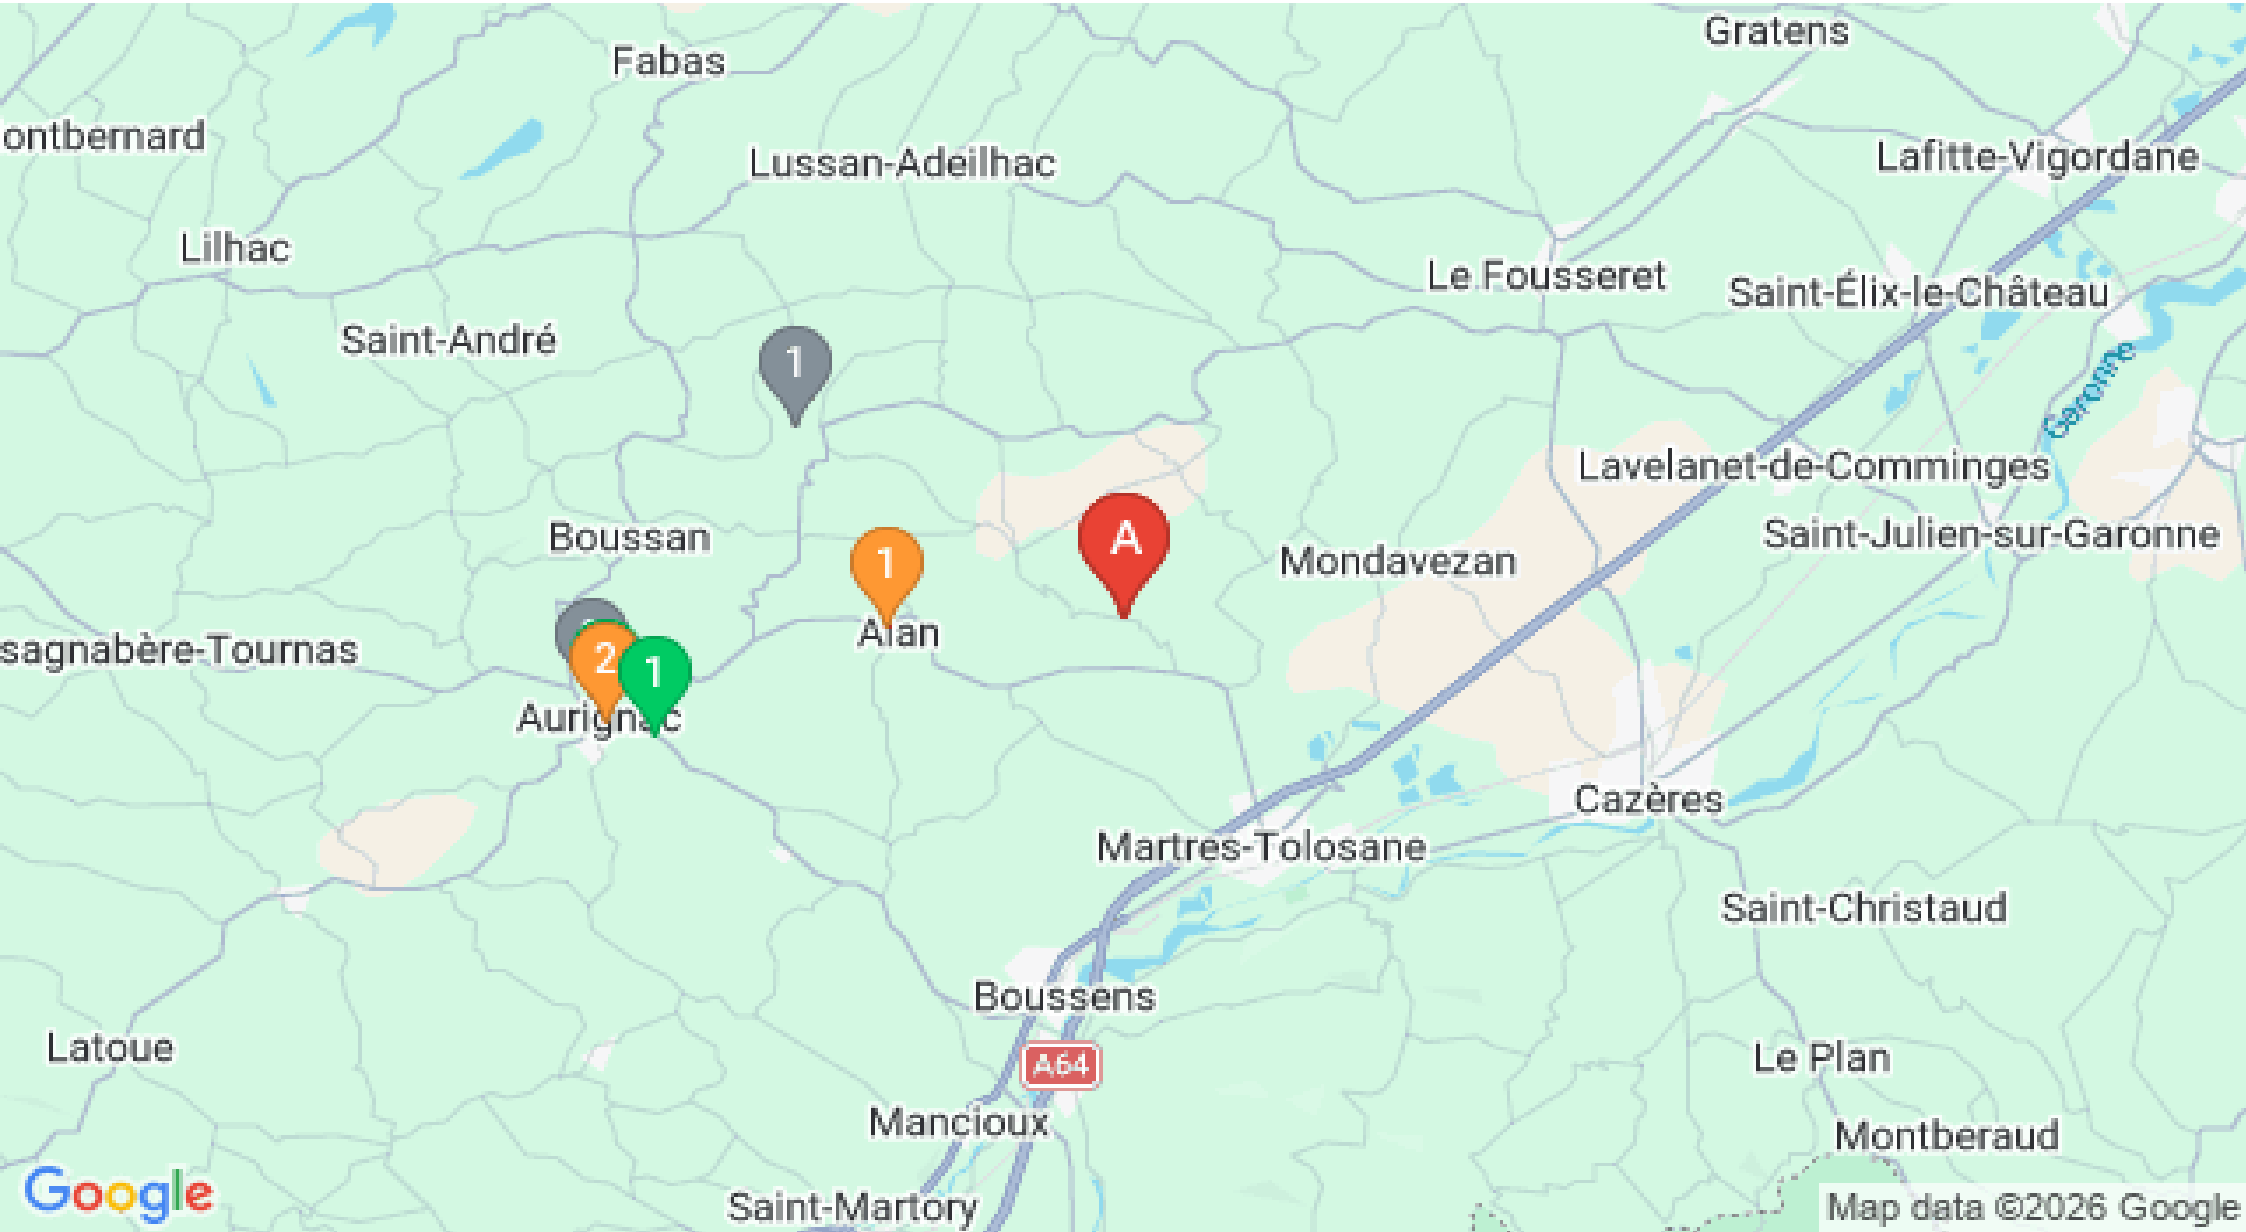 Gratens
Fabas
ontbernard
Lussan-Adeilhac
Lafitte-Vigordane
Lilhac
Le Fousseret
Saint-Élix-le-Château
Saint-André
1
Garonne
Lavelanet-de-Comminges
Boussan
A
Saint-Julien-sur-Garonne
1
Mondavezan
Alan
sagnabère-Tournas
2
1
Aurignac
Cazères
Martres-Tolosane
Saint-Christaud
Boussens
Latoue
A64
Le Plan
Mancioux
Montberaud
Google
Saint-Martory
Map data ©2026 Google